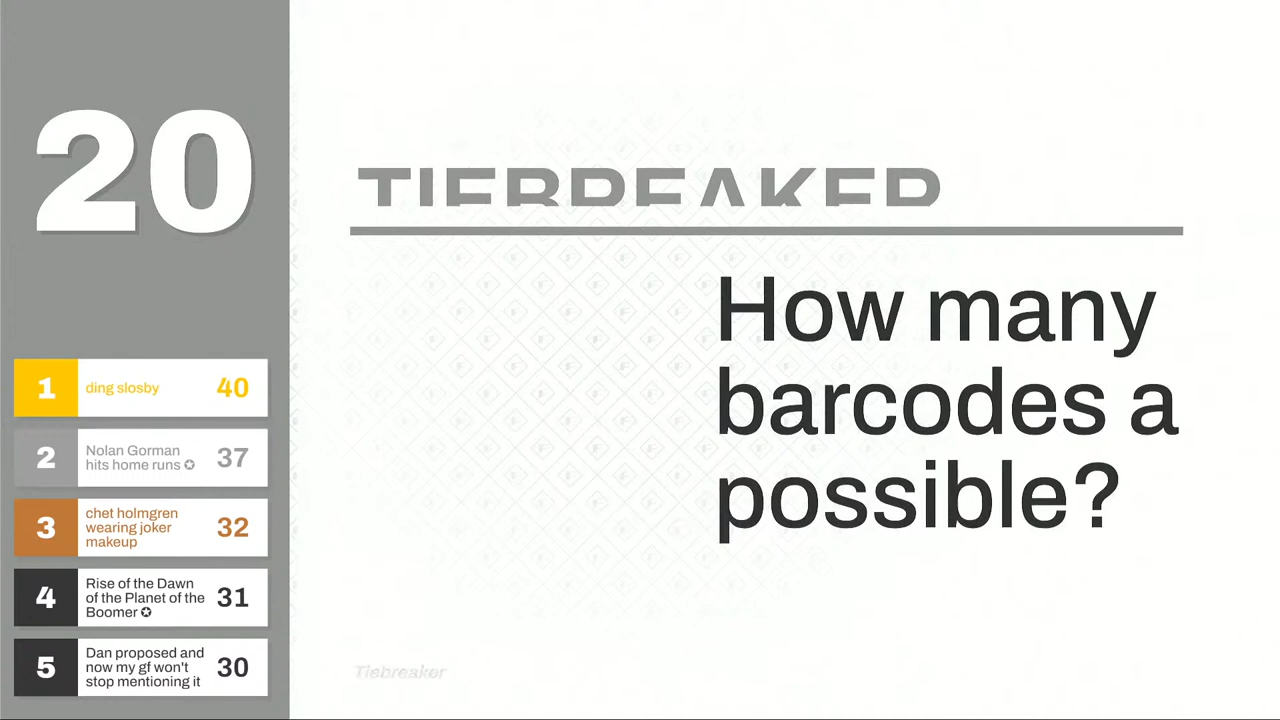 20
TIEBREAKER
How many
barcodes a
possible?
1 ding slosby 40
2 Nolan Gorman
hits home runs ✪ 37
3 chet holmgren
wearing joker
makeup 32
4 Rise of the Dawn
of the Planet of the
Boomer ✪ 31
5 Dan proposed and
now my gf won't
stop mentioning it 30
Tiebreaker